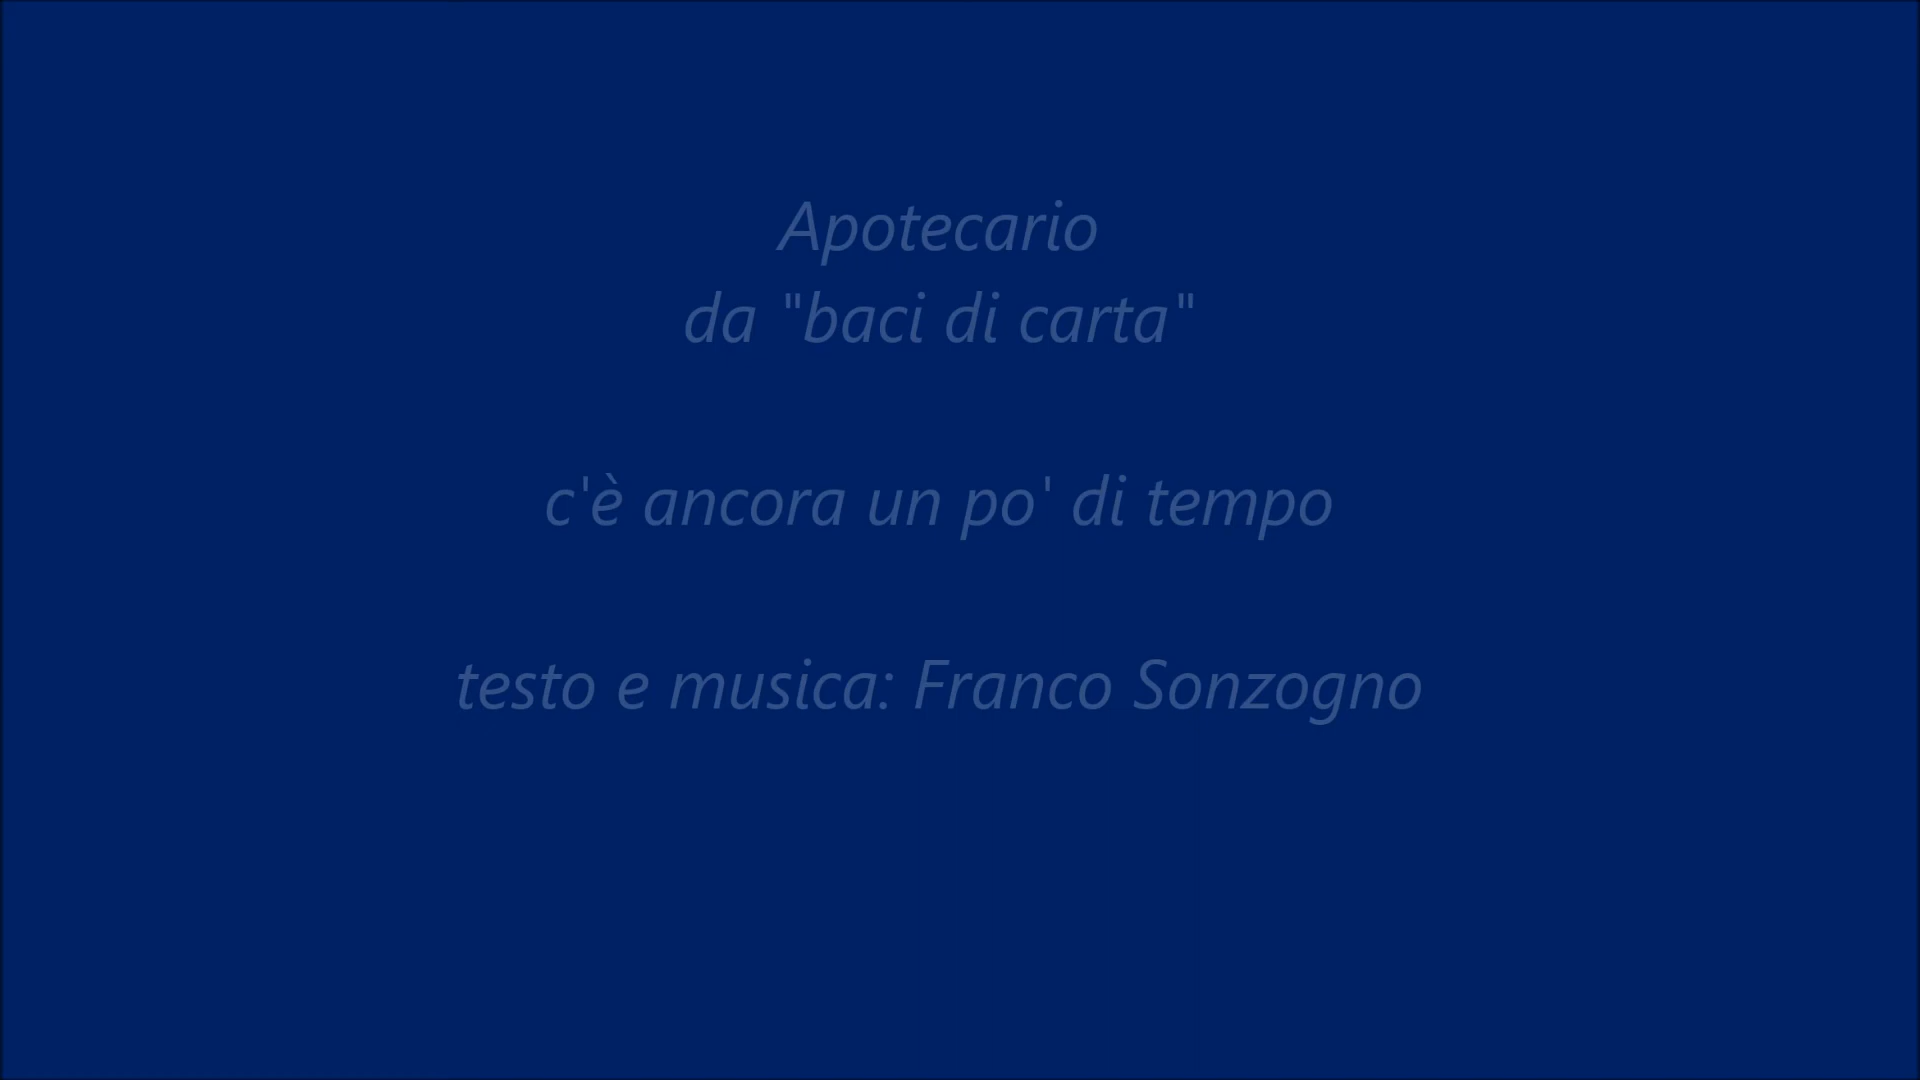 Apotecario
da "baci di carta"
c'è ancora un po' di tempo
testo e musica: Franco Sonzogno